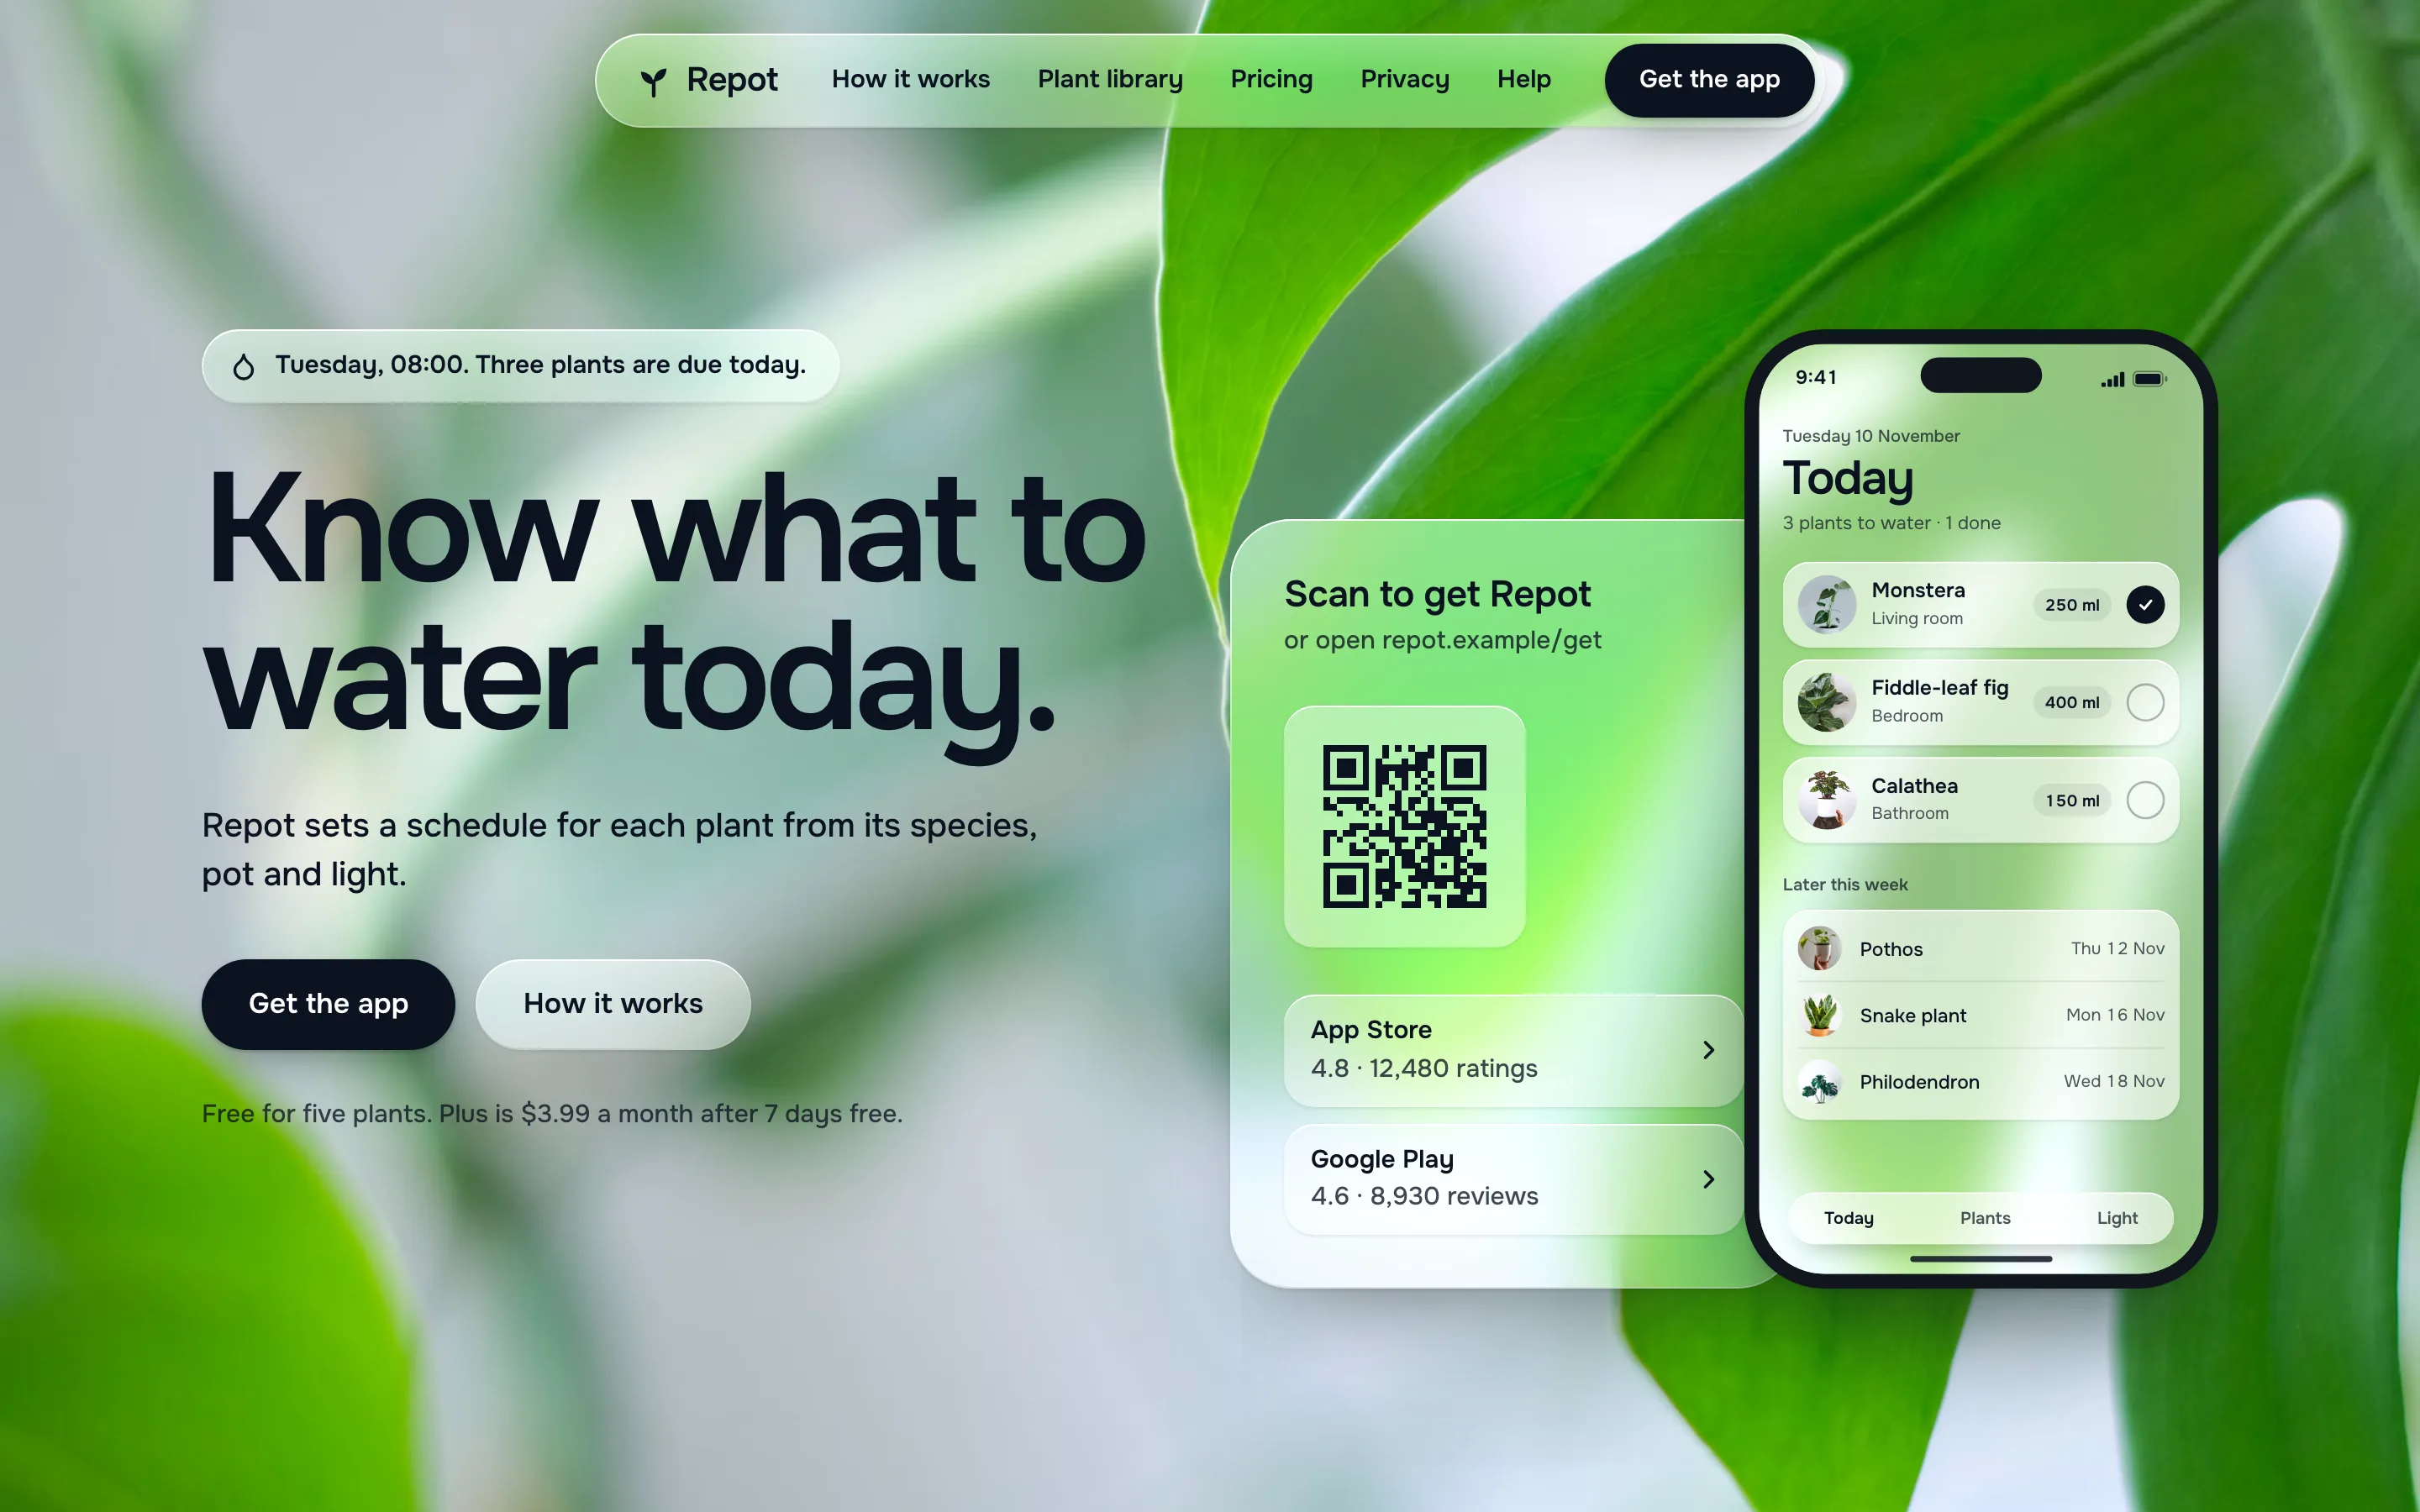 Repot
How it works
Plant library
Pricing
Privacy
Help
Get the app
Tuesday, 08:00. Three plants are due today.
Know what to
water today.
Repot sets a schedule for each plant from its species,
pot and light.
Get the app
How it works
Free for five plants. Plus is $3.99 a month after 7 days free.
Scan to get Repot
or open repot.example/get
App Store
4.8 · 12,480 ratings
Google Play
4.6 · 8,930 reviews
9:41
Tuesday 10 November
Today
3 plants to water · 1 done
Monstera
Living room
250 ml
Fiddle-leaf fig
Bedroom
400 ml
Calathea
Bathroom
150 ml
Later this week
Pothos
Thu 12 Nov
Snake plant
Mon 16 Nov
Philodendron
Wed 18 Nov
Today
Plants
Light